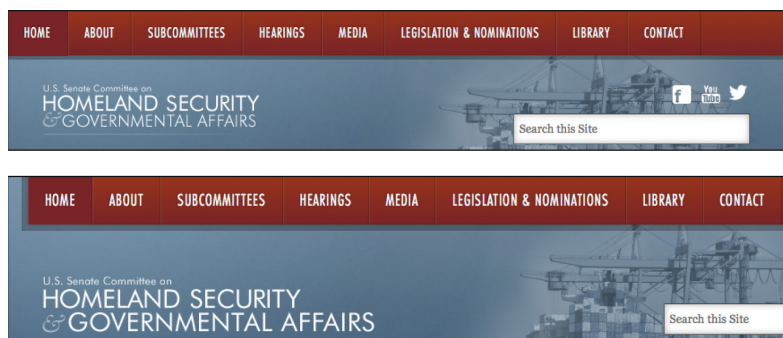 HOME ABOUT SUBCOMMITTEES HEARINGS MEDIA LEGISLATION & NOMINATIONS LIBRARY CONTACT
U.S. Senate Committee on
HOMELAND SECURITY
& GOVERNMENTAL AFFAIRS
f You Tube
Search this Site
HOME ABOUT SUBCOMMITTEES HEARINGS MEDIA LEGISLATION & NOMINATIONS LIBRARY CONTACT
U.S. Senate Committee on
HOMELAND SECURITY
& GOVERNMENTAL AFFAIRS
Search this Site